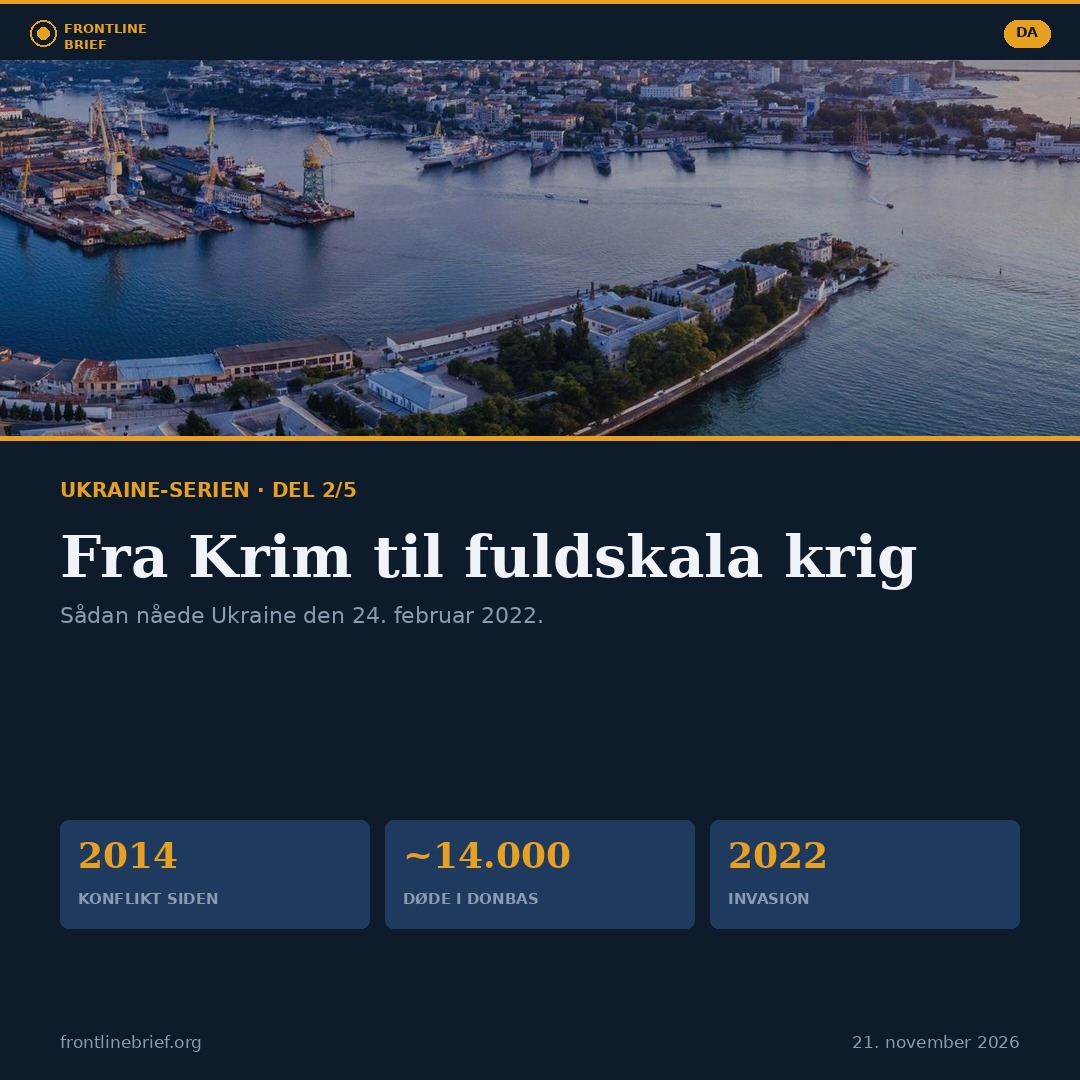 FRONTLINE
BRIEF
DA
UKRAINE-SERIEN · DEL 2/5
Fra Krim til fuldskala krig
Sådan nåede Ukraine den 24. februar 2022.
2014
KONFLIKT SIDEN
~14.000
DØDE I DONBAS
2022
INVASION
frontlinebrief.org
21. november 2026